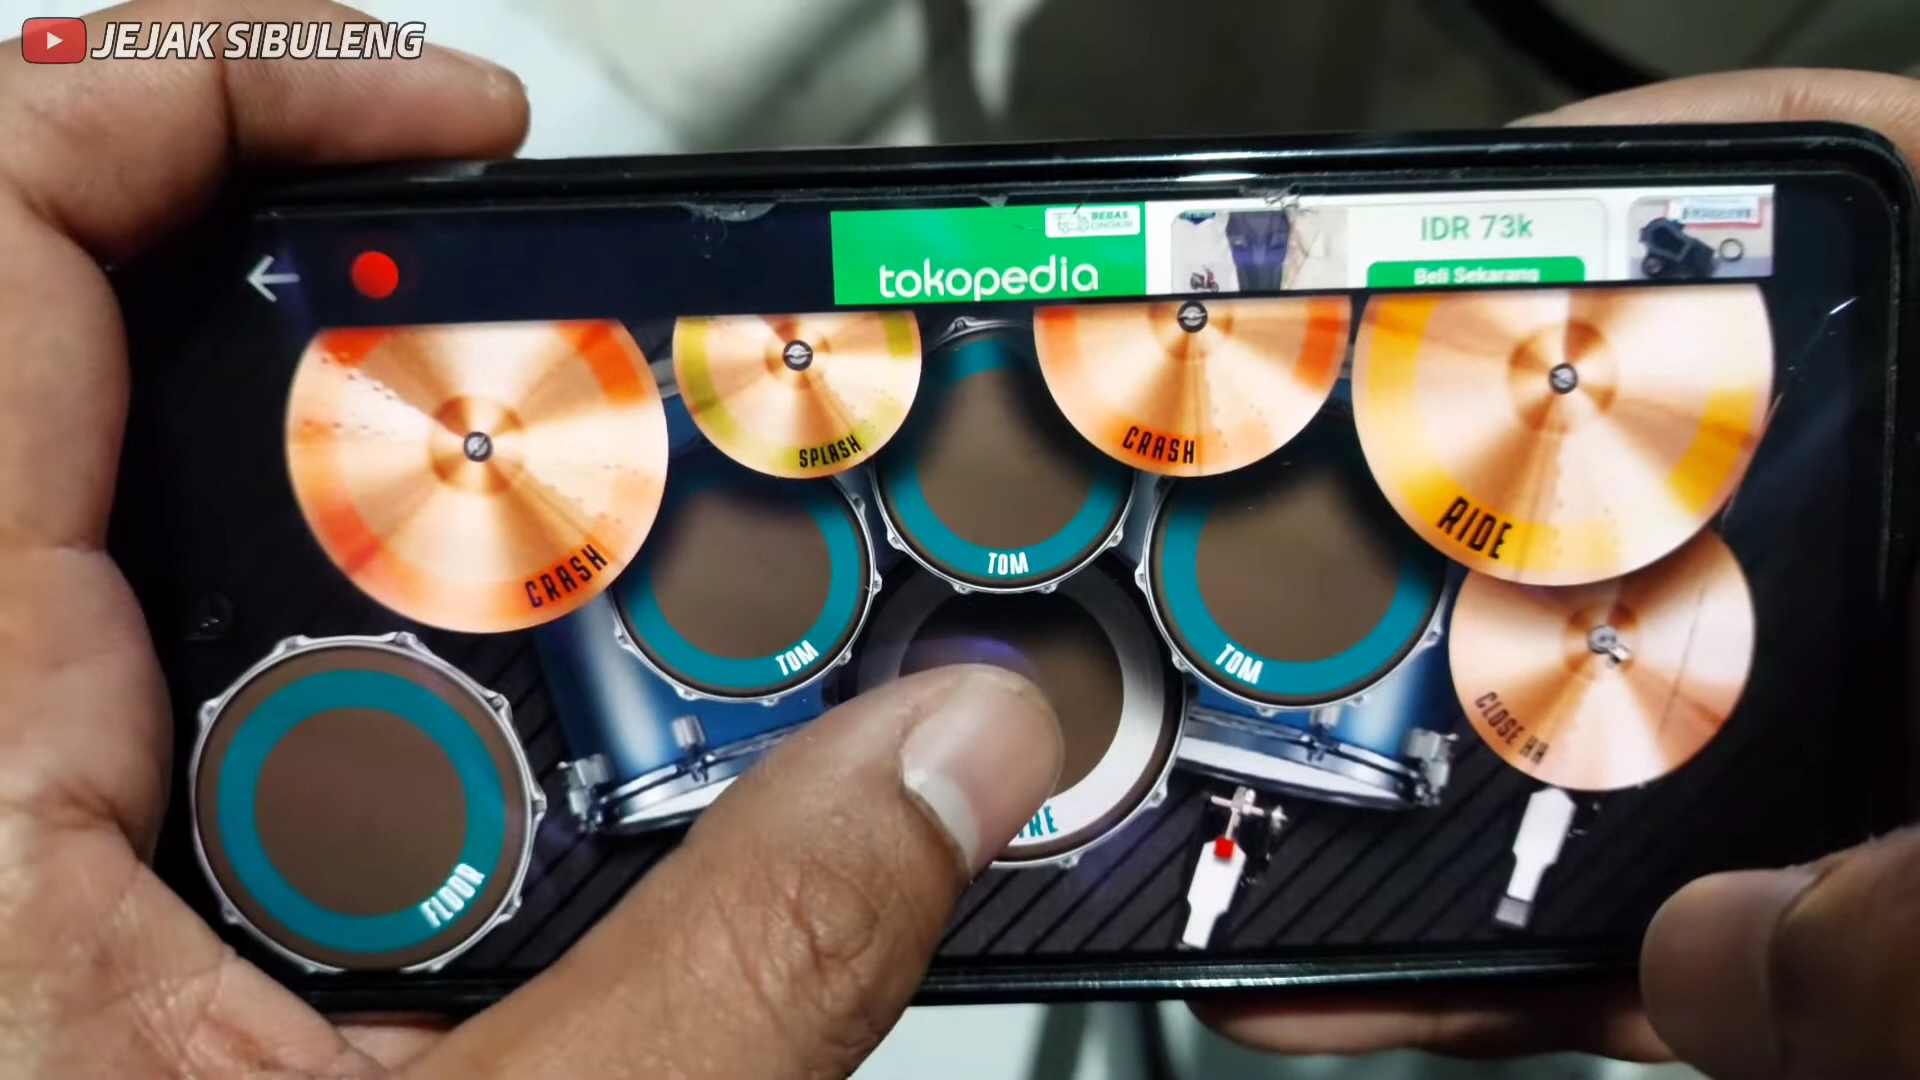 JEJAK SIBULENG
BEBAS
ONGKIR
tokopedia
IDR 73k
Beli Sekarang
CRASH
SPLASH
CRASH
RIDE
TOM
TOM
TOM
CLOSE HH
FLOOR